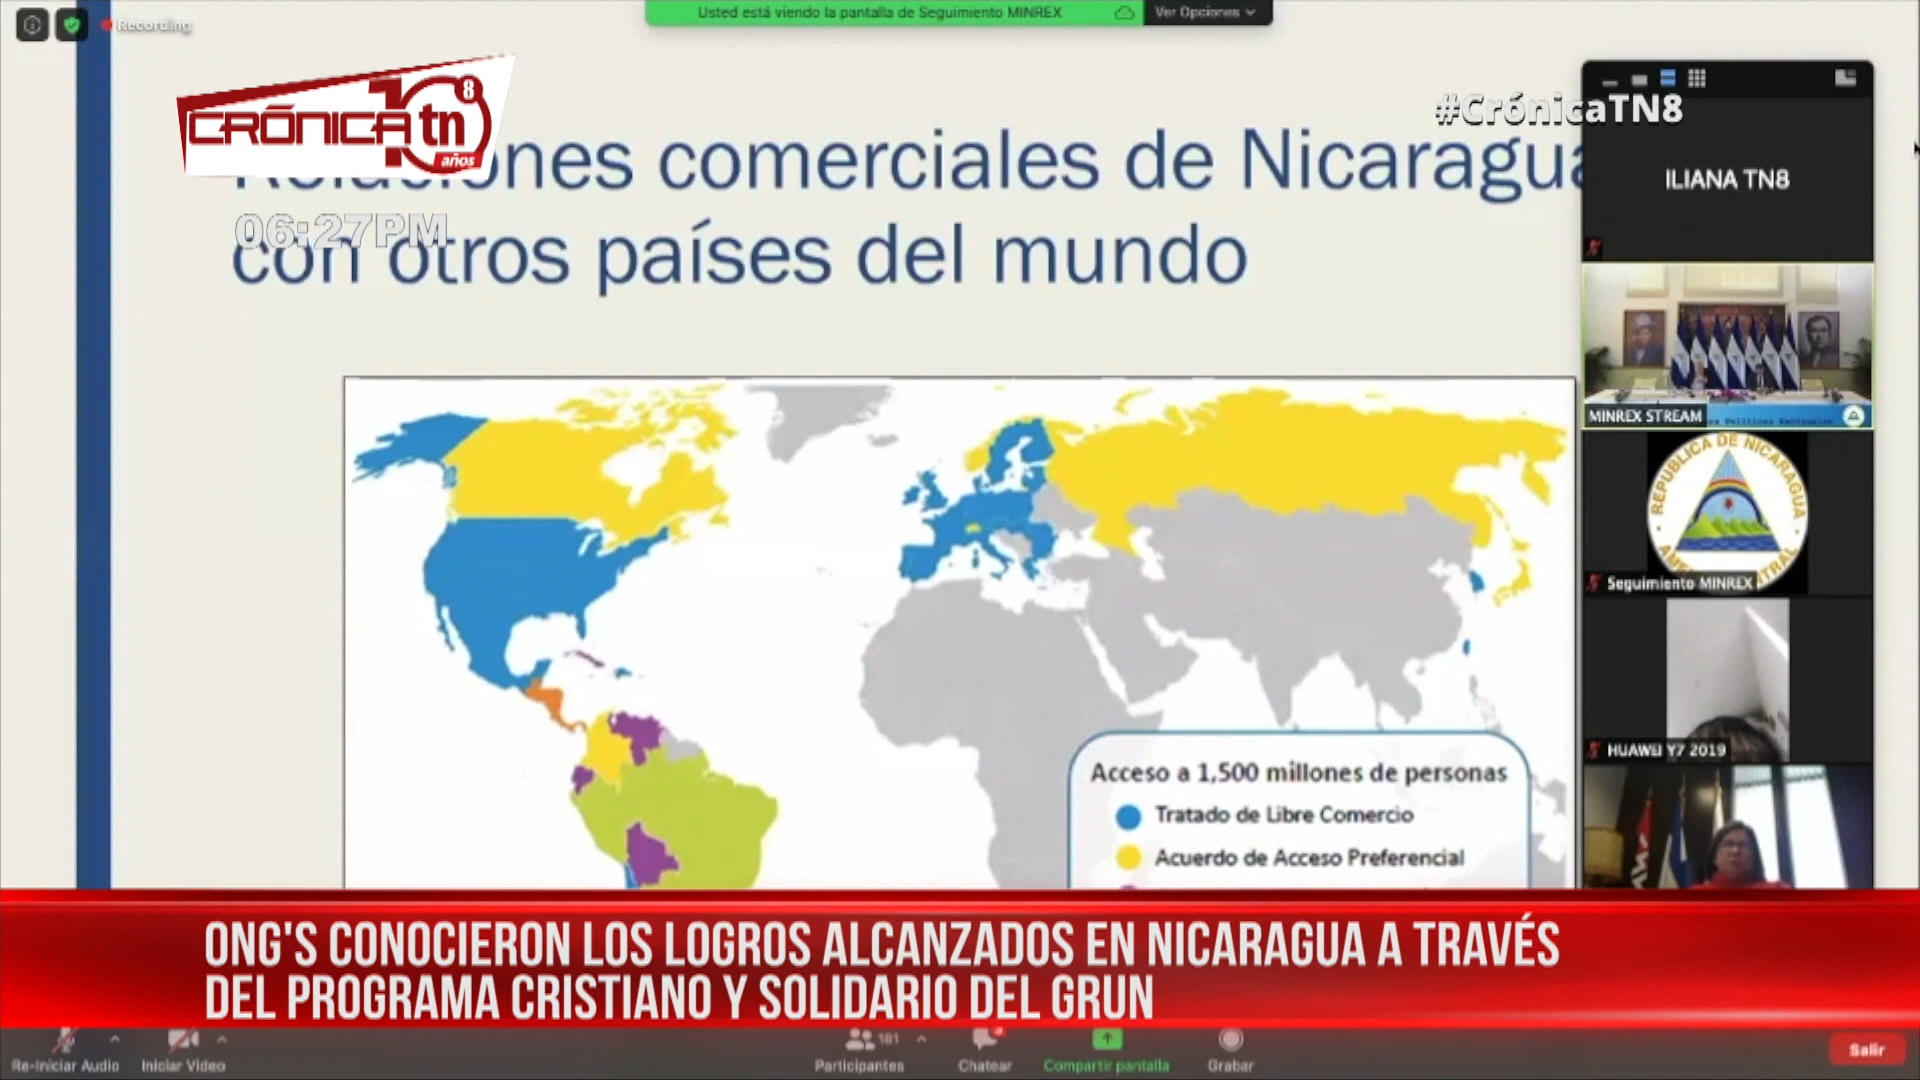 Usted está viendo la pantalla de Seguimiento MINREX
Ver Opciones
Recording
CRÓNICA
10
tn
8
años
#CrónicaTN8
Relaciones comerciales de Nicaragua
06:27PM
con otros países del mundo
ILIANA TN8
MINREX STREAM
REPUBLICA DE NICARAGUA
Seguimiento MINREX
HUAWEI Y7 2019
Acceso a 1,500 millones de personas
Tratado de Libre Comercio
Acuerdo de Acceso Preferencial
ONG'S CONOCIERON LOS LOGROS ALCANZADOS EN NICARAGUA A TRAVÉS
DEL PROGRAMA CRISTIANO Y SOLIDARIO DEL GRUN
181
Re-Iniciar Audio
Iniciar Video
Participantes
Chatear
Compartir pantalla
Grabar
Salir